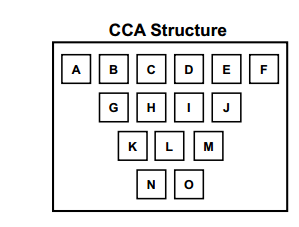 CCA Structure
A B C D E F
G H I J
K L M
N O